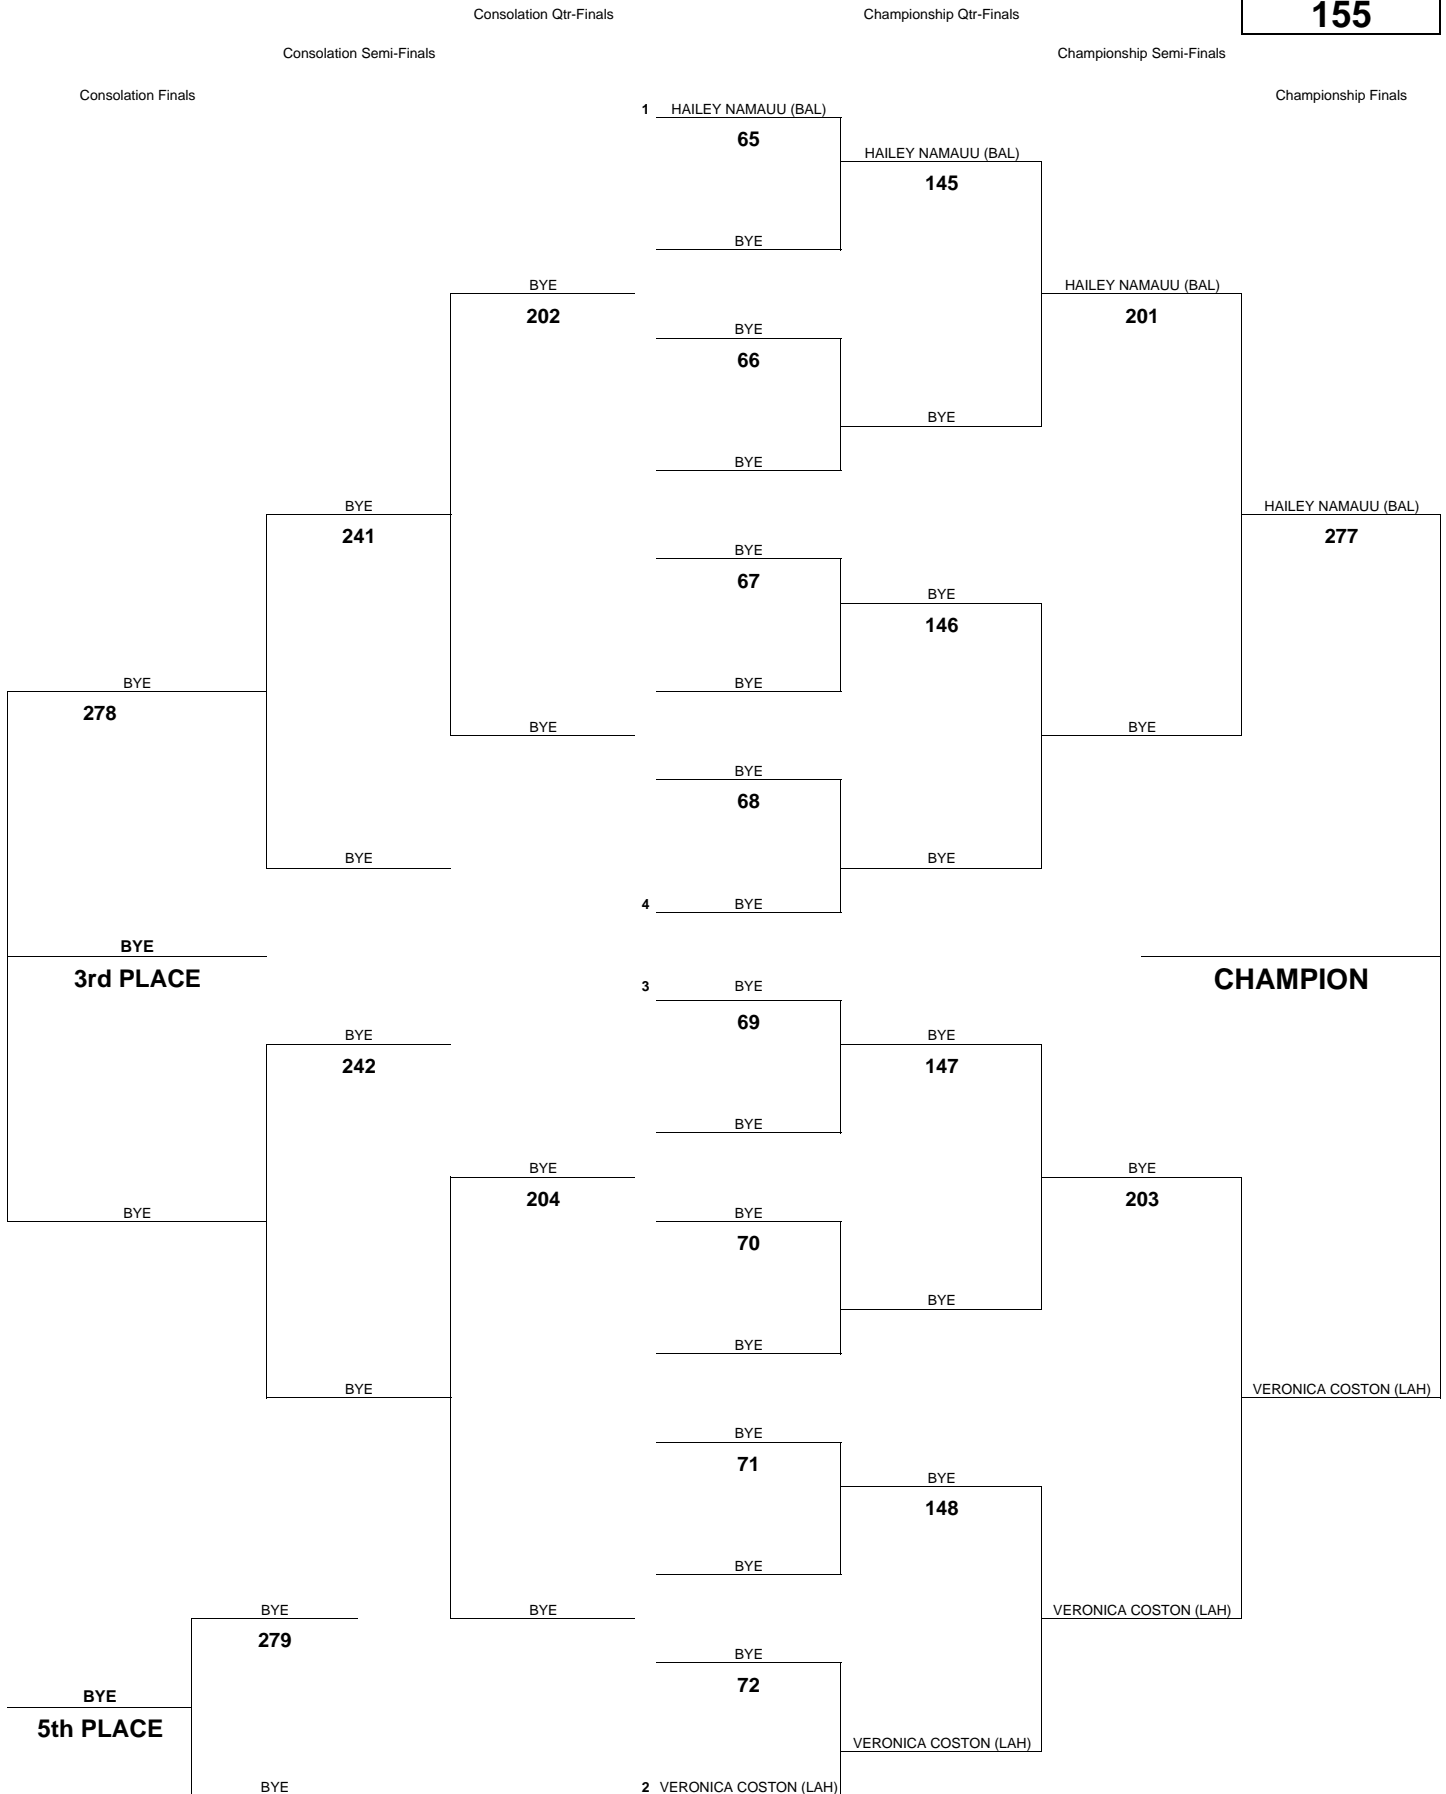 Consolation Qtr-Finals Championship Qtr-Finals 155
Consolation Semi-Finals Championship Semi-Finals
Consolation Finals Championship Finals
1 HAILEY NAMAUU (BAL)
65
HAILEY NAMAUU (BAL)
145
BYE
BYE HAILEY NAMAUU (BAL)
202 201
BYE
66
BYE
BYE
BYE HAILEY NAMAUU (BAL)
241 277
BYE
67
BYE
146
BYE BYE
278
BYE BYE
BYE
68
BYE BYE
4 BYE
BYE
3rd PLACE CHAMPION
3 BYE
69
BYE BYE
242 147
BYE
BYE BYE
204 203
BYE BYE
70
BYE
BYE
BYE VERONICA COSTON (LAH)
BYE
71
BYE
148
BYE
BYE BYE VERONICA COSTON (LAH)
279
BYE
72
BYE
5th PLACE
VERONICA COSTON (LAH)
BYE 2 VERONICA COSTON (LAH)